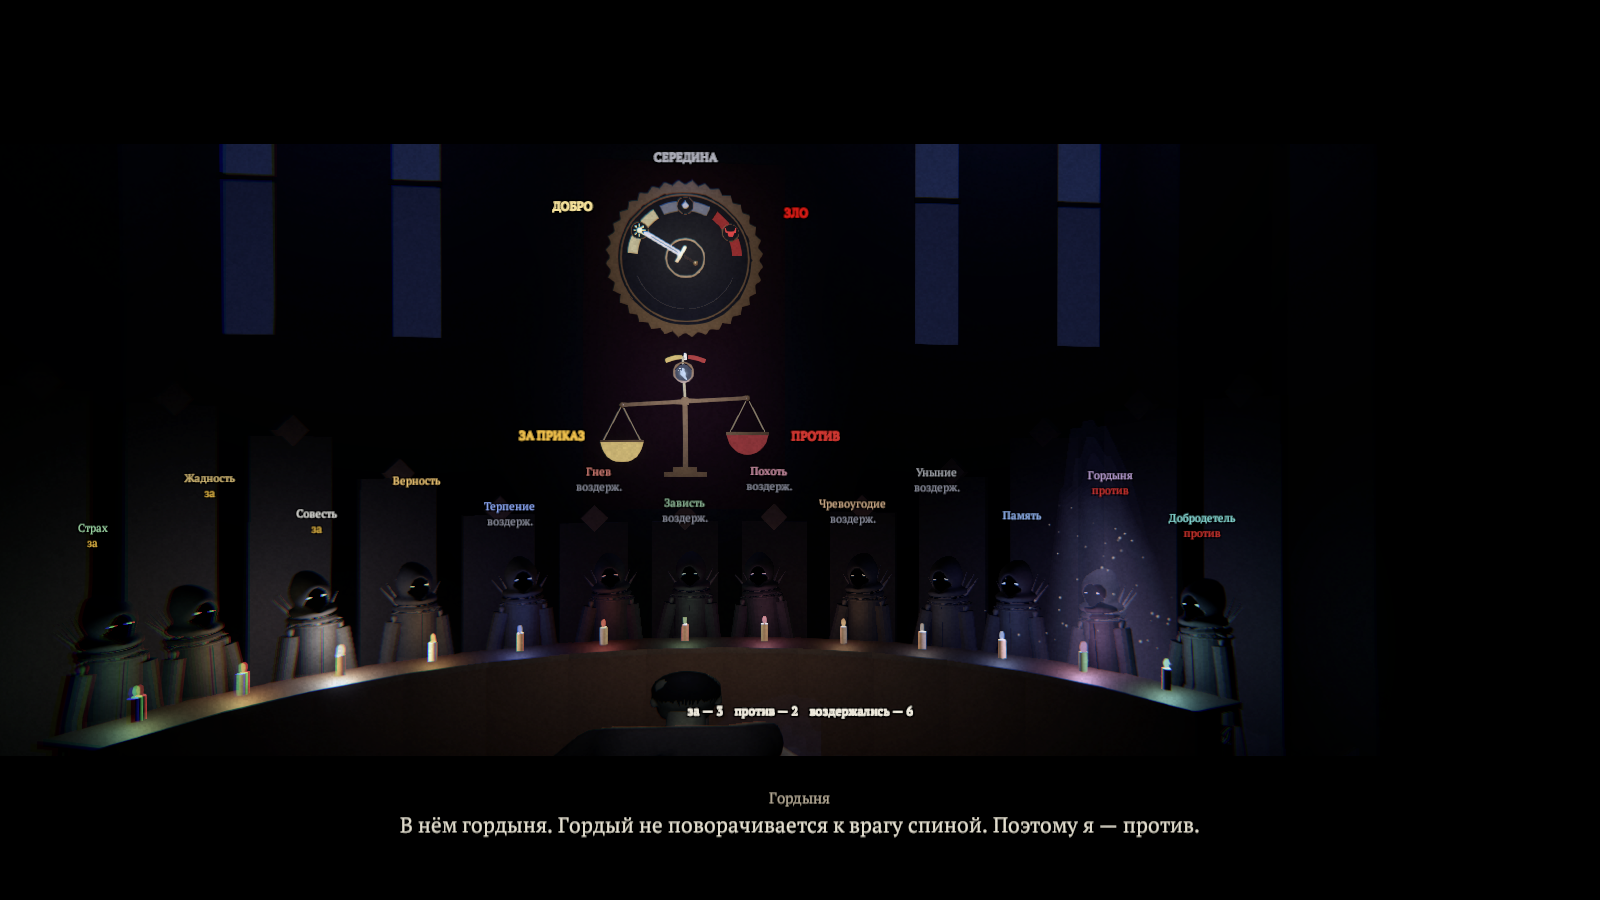 СЕРЕДИНА
ДОБРО
ЗЛО
ЗА ПРИКАЗ
ПРОТИВ
Страх
за
Жадность
за
Совесть
за
Верность
Терпение
воздерж.
Гнев
воздерж.
Зависть
воздерж.
Похоть
воздерж.
Чревоугодие
воздерж.
Уныние
воздерж.
Память
Гордыня
против
Добродетель
против
за — 3 против — 2 воздержались — 6
Гордыня
В нём гордыня. Гордый не поворачивается к врагу спиной. Поэтому я — против.